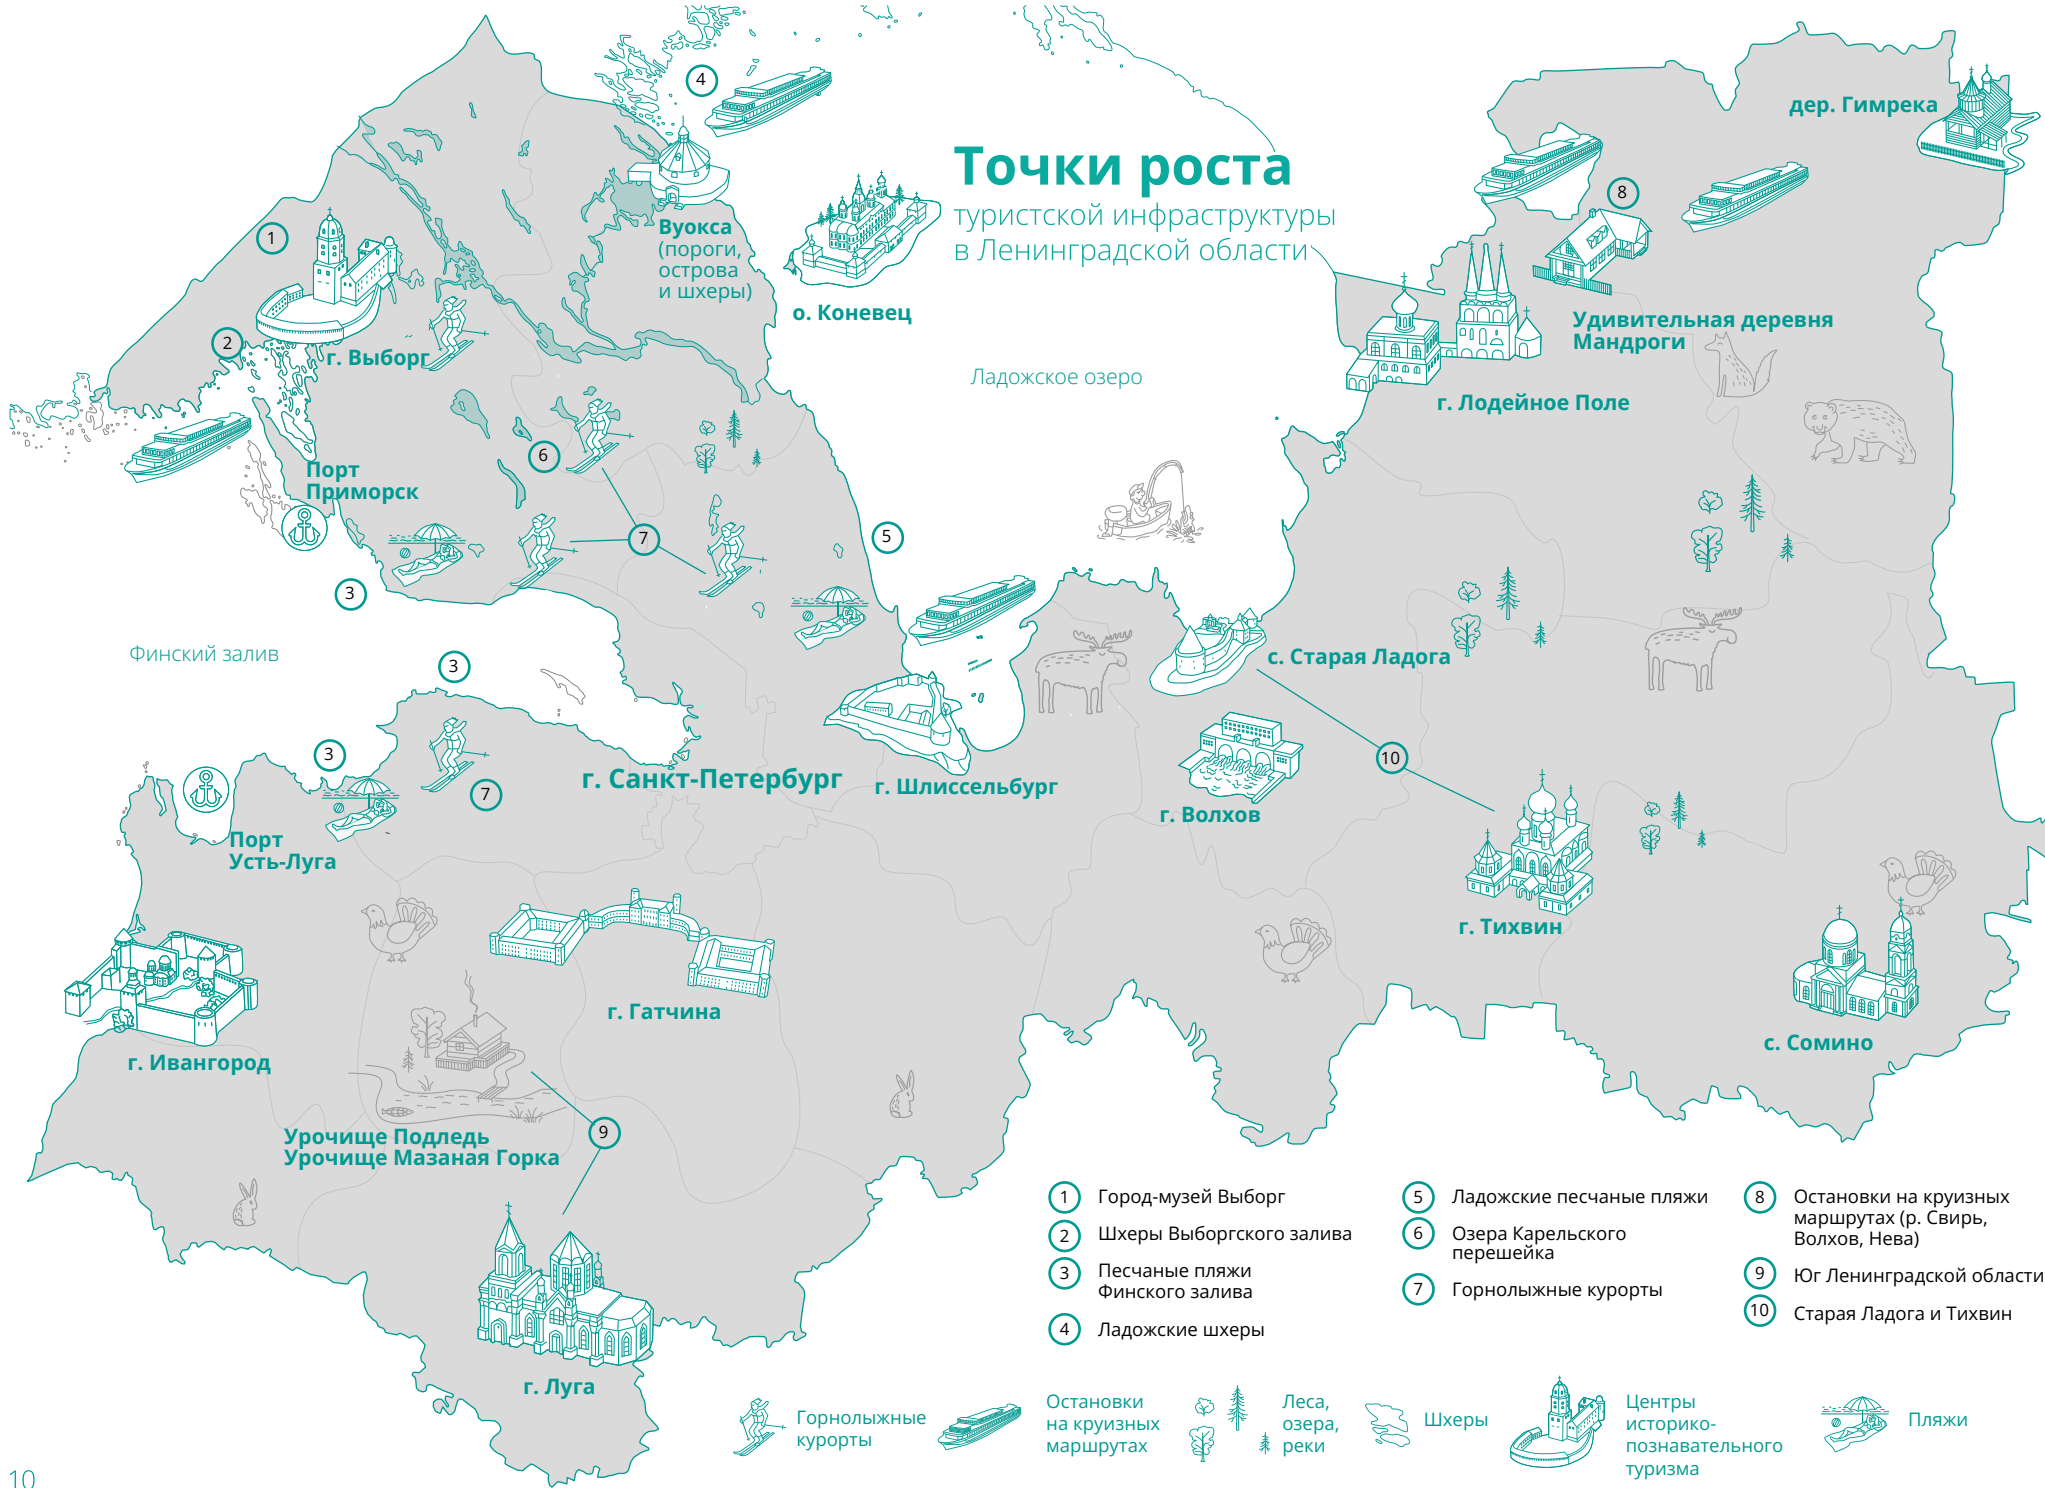 Точки роста
туристской инфраструктуры
в Ленинградской области
4
дер. Гимрека
8
1
Вуокса
(пороги,
острова
и шхеры)
о. Коневец
Удивительная деревня
Мандроги
2
г. Выборг
Ладожское озеро
г. Лодейное Поле
6
Порт
Приморск
7
5
3
Финский залив
3
с. Старая Ладога
3
7
г. Санкт-Петербург
г. Шлиссельбург
10
г. Волхов
Порт
Усть-Луга
г. Тихвин
г. Гатчина
с. Сомино
г. Ивангород
9
Урочище Подледь
Урочище Мазаная Горка
г. Луга
1 Город-музей Выборг
2 Шхеры Выборгского залива
3 Песчаные пляжи
Финского залива
4 Ладожские шхеры
5 Ладожские песчаные пляжи
6 Озера Карельского
перешейка
7 Горнолыжные курорты
8 Остановки на круизных
маршрутах (р. Свирь,
Волхов, Нева)
9 Юг Ленинградской области
10 Старая Ладога и Тихвин
Горнолыжные
курорты
Остановки
на круизных
маршрутах
Леса,
озера,
реки
Шхеры
Центры
историко-
познавательного
туризма
Пляжи
10